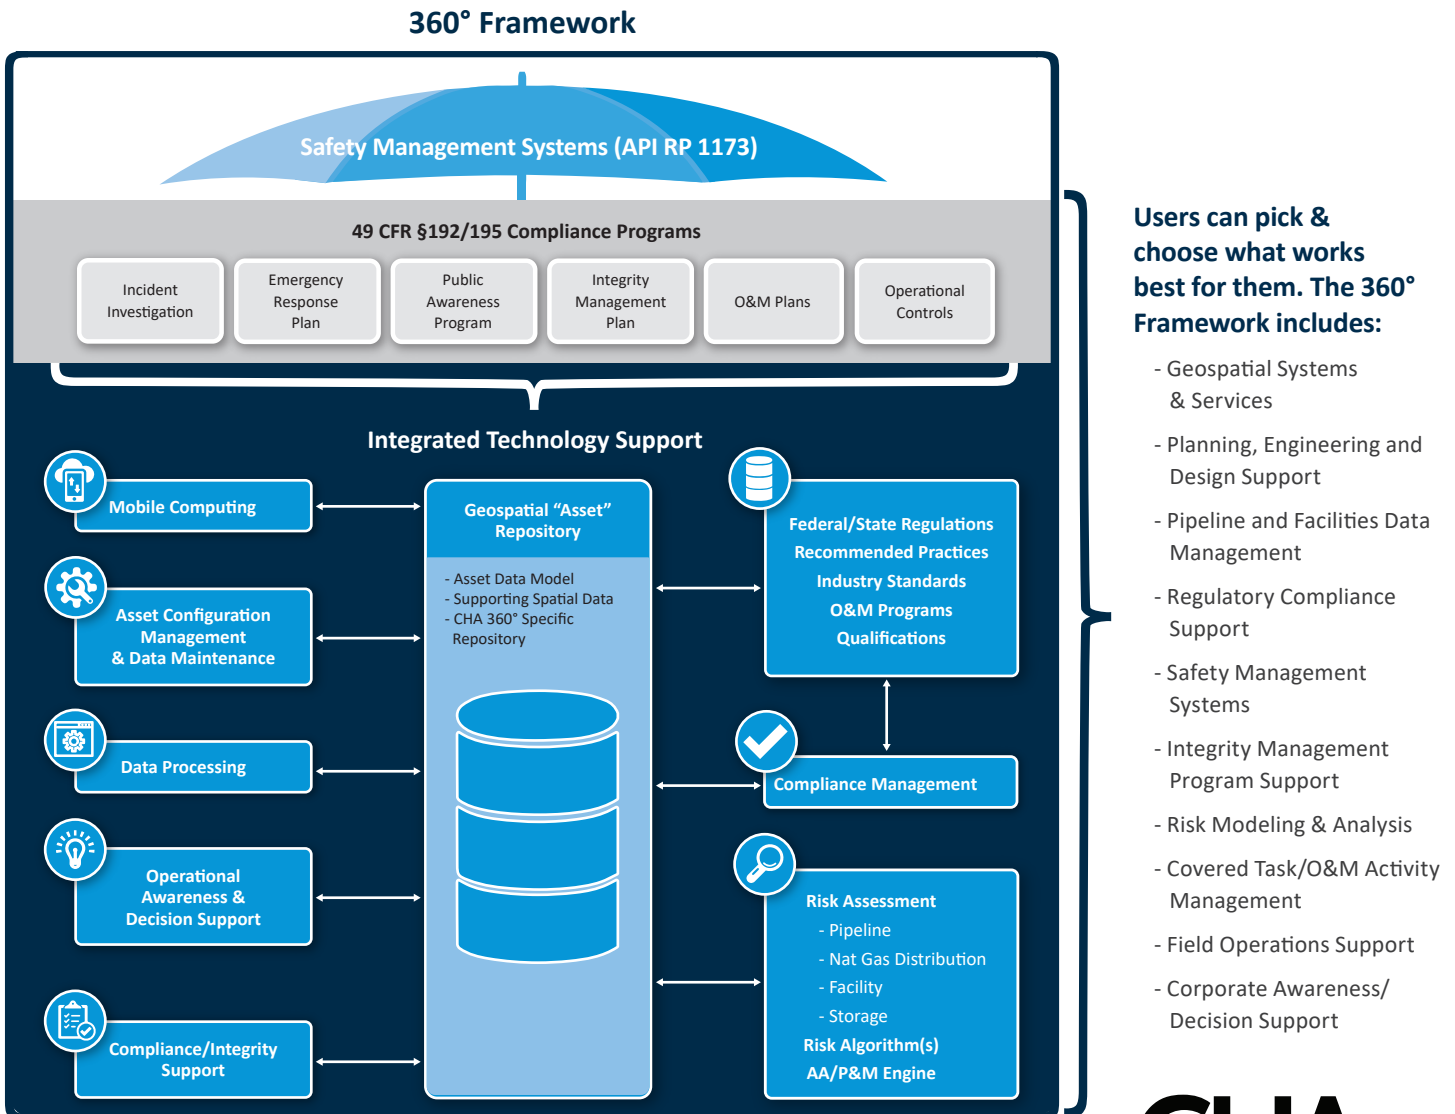 360° Framework
Safety Management Systems (API RP 1173)
49 CFR §192/195 Compliance Programs
Incident
Investigation
Emergency
Response
Plan
Public
Awareness
Program
Integrity
Management
Plan
O&M Plans
Operational
Controls
Integrated Technology Support
Mobile Computing
Asset Configuration
Management
& Data Maintenance
Data Processing
Operational
Awareness &
Decision Support
Compliance/Integrity
Support
Geospatial “Asset”
Repository
- Asset Data Model
- Supporting Spatial Data
- CHA 360° Specific
Repository
Federal/State Regulations
Recommended Practices
Industry Standards
O&M Programs
Qualifications
Compliance Management
Risk Assessment
- Pipeline
- Nat Gas Distribution
- Facility
- Storage
Risk Algorithm(s)
AA/P&M Engine
Users can pick &
choose what works
best for them. The 360°
Framework includes:
- Geospatial Systems
& Services
- Planning, Engineering and
Design Support
- Pipeline and Facilities Data
Management
- Regulatory Compliance
Support
- Safety Management
Systems
- Integrity Management
Program Support
- Risk Modeling & Analysis
- Covered Task/O&M Activity
Management
- Field Operations Support
- Corporate Awareness/
Decision Support
CHA